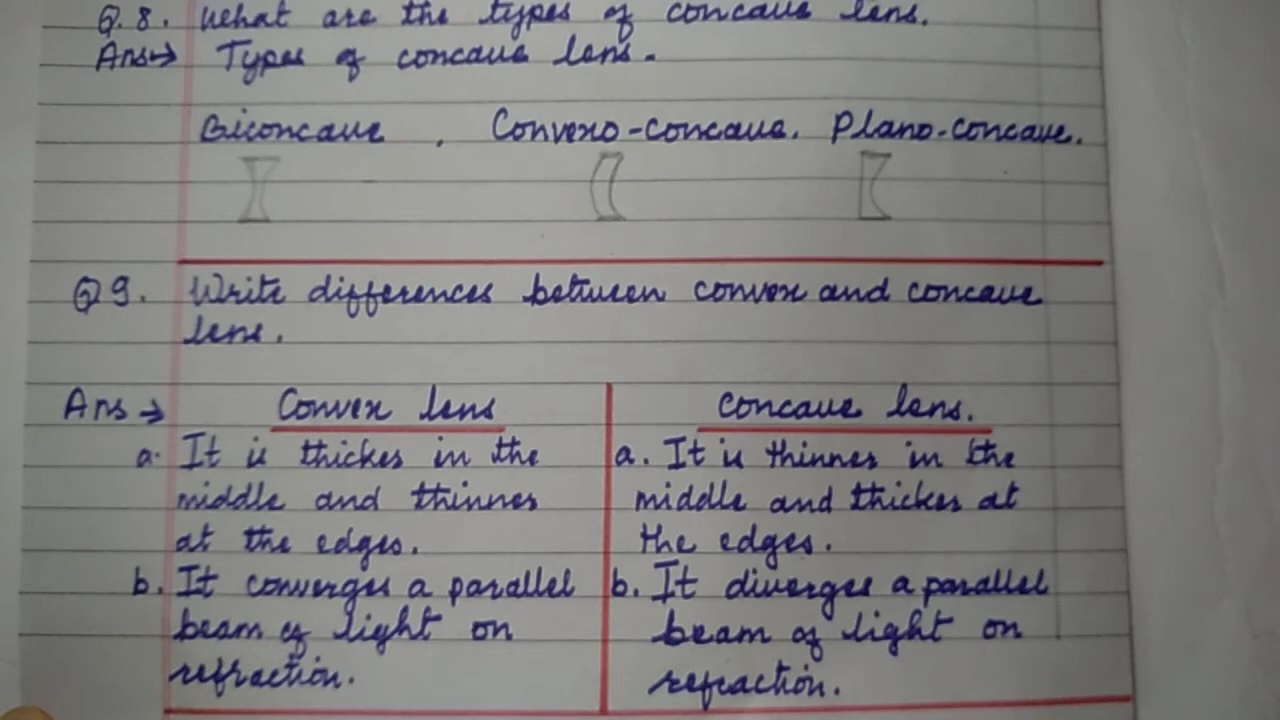 Q.8. What are the types of concave lens.
Ans→ Types of concave lens.
Biconcave , Convexo-concave. Plano-concave.
Q9. Write differences between convex and concave
lens.
Ans → Convex lens
a. It is thicker in the
middle and thinner
at the edges.
b. It converges a parallel
beam of light on
refraction.
Concave lens.
a. It is thinner in the
middle and thicker at
the edges.
b. It diverges a parallel
beam of light on
refraction.